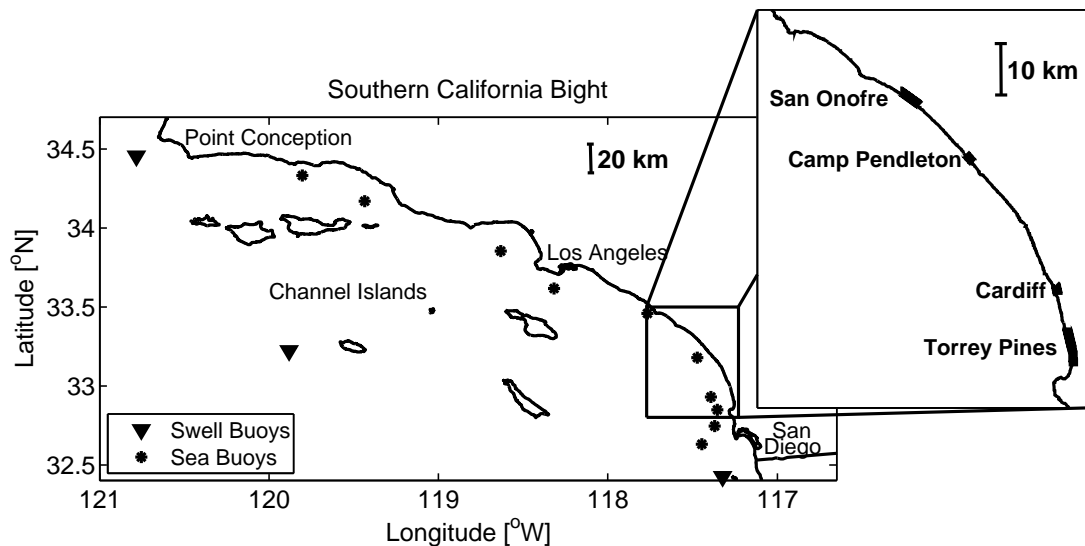 Southern California Bight
10 km
San Onofre
Camp Pendleton
Cardiff
Torrey Pines
Point Conception
20 km
Los Angeles
Channel Islands
San
Diego
Swell Buoys
Sea Buoys
34.5
34
33.5
33
32.5
Latitude [oN]
121
120
119
118
117
Longitude [oW]